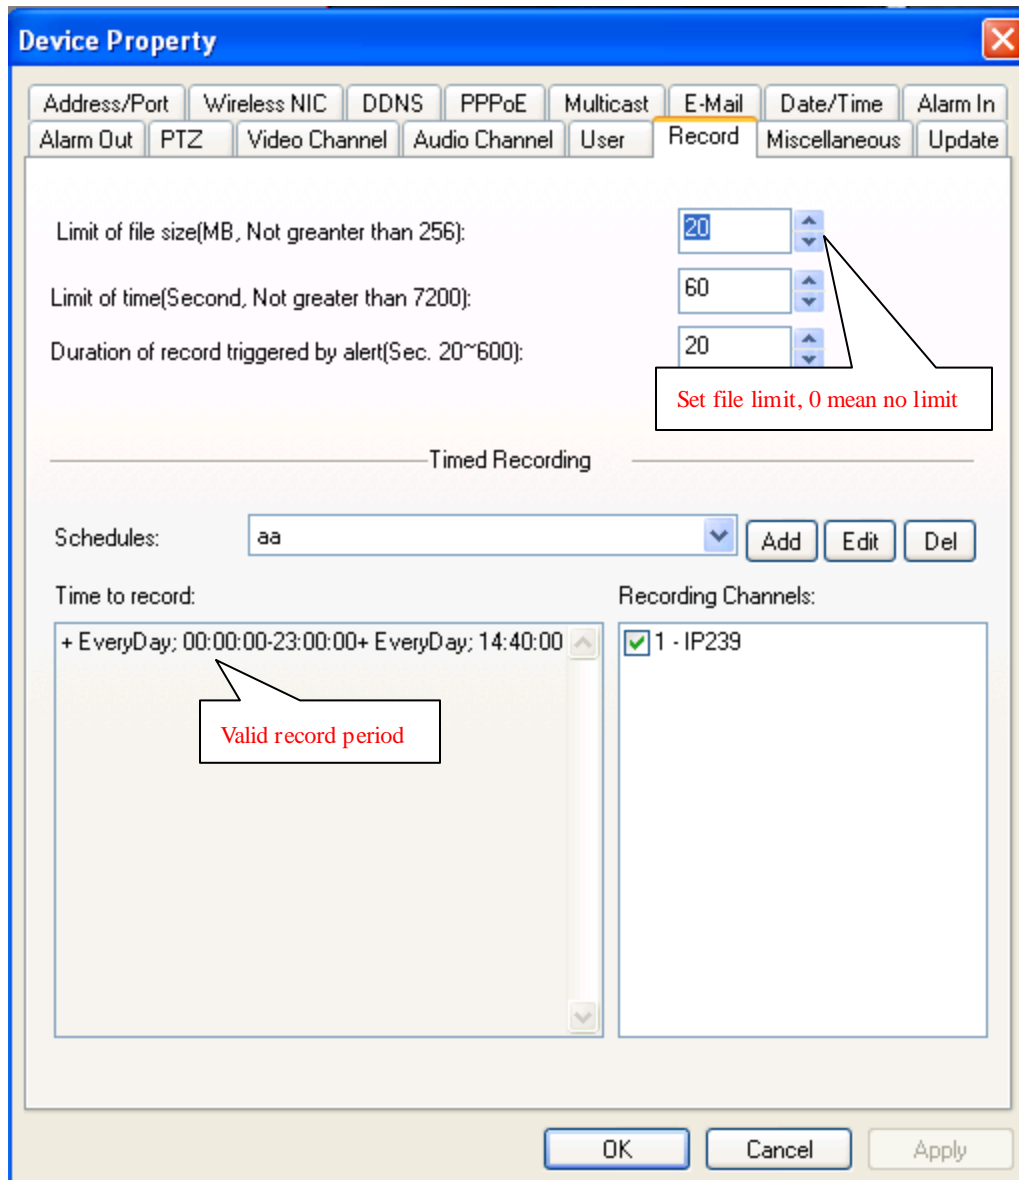 Device Property
Address/Port Wireless NIC DDNS PPPoE Multicast E-Mail Date/Time Alarm In
Alarm Out PTZ Video Channel Audio Channel User Record Miscellaneous Update
Limit of file size(MB, Not greanter than 256): 20
Limit of time(Second, Not greater than 7200): 60
Duration of record triggered by alert(Sec. 20~600): 20
Set file limit, 0 mean no limit
Timed Recording
Schedules: aa Add Edit Del
Time to record: Recording Channels:
+ EveryDay; 00:00:00-23:00:00+ EveryDay; 14:40:00 1 - IP239
Valid record period
OK Cancel Apply